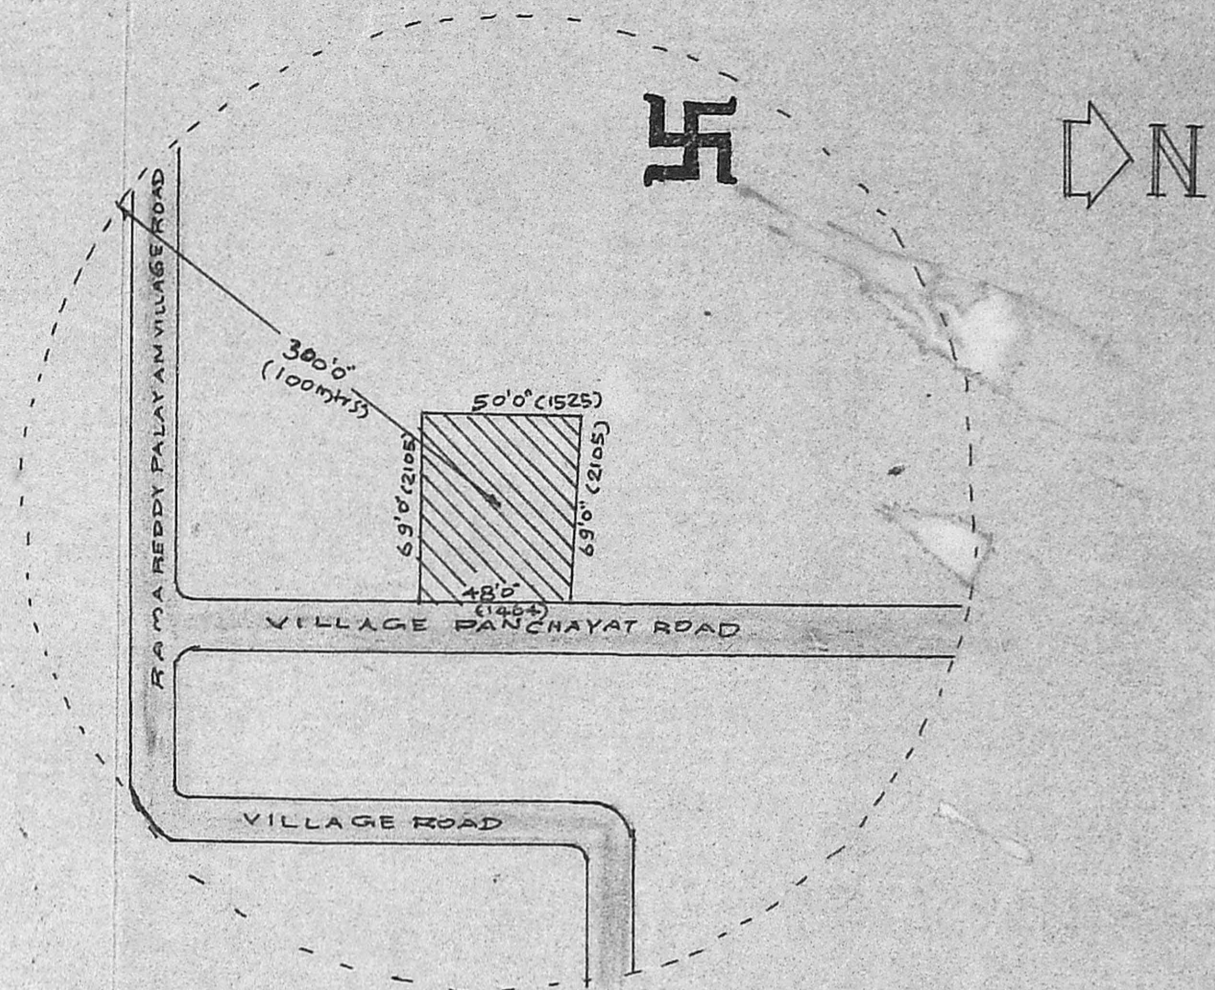 N
RAMA REDDY PALAYAM VILLAGE ROAD
300'0"
(100mtrs)
50'0"(1525)
69'0"(2105)
69'0"(2105)
48'0"
(1464)
VILLAGE PANCHAYAT ROAD
VILLAGE ROAD